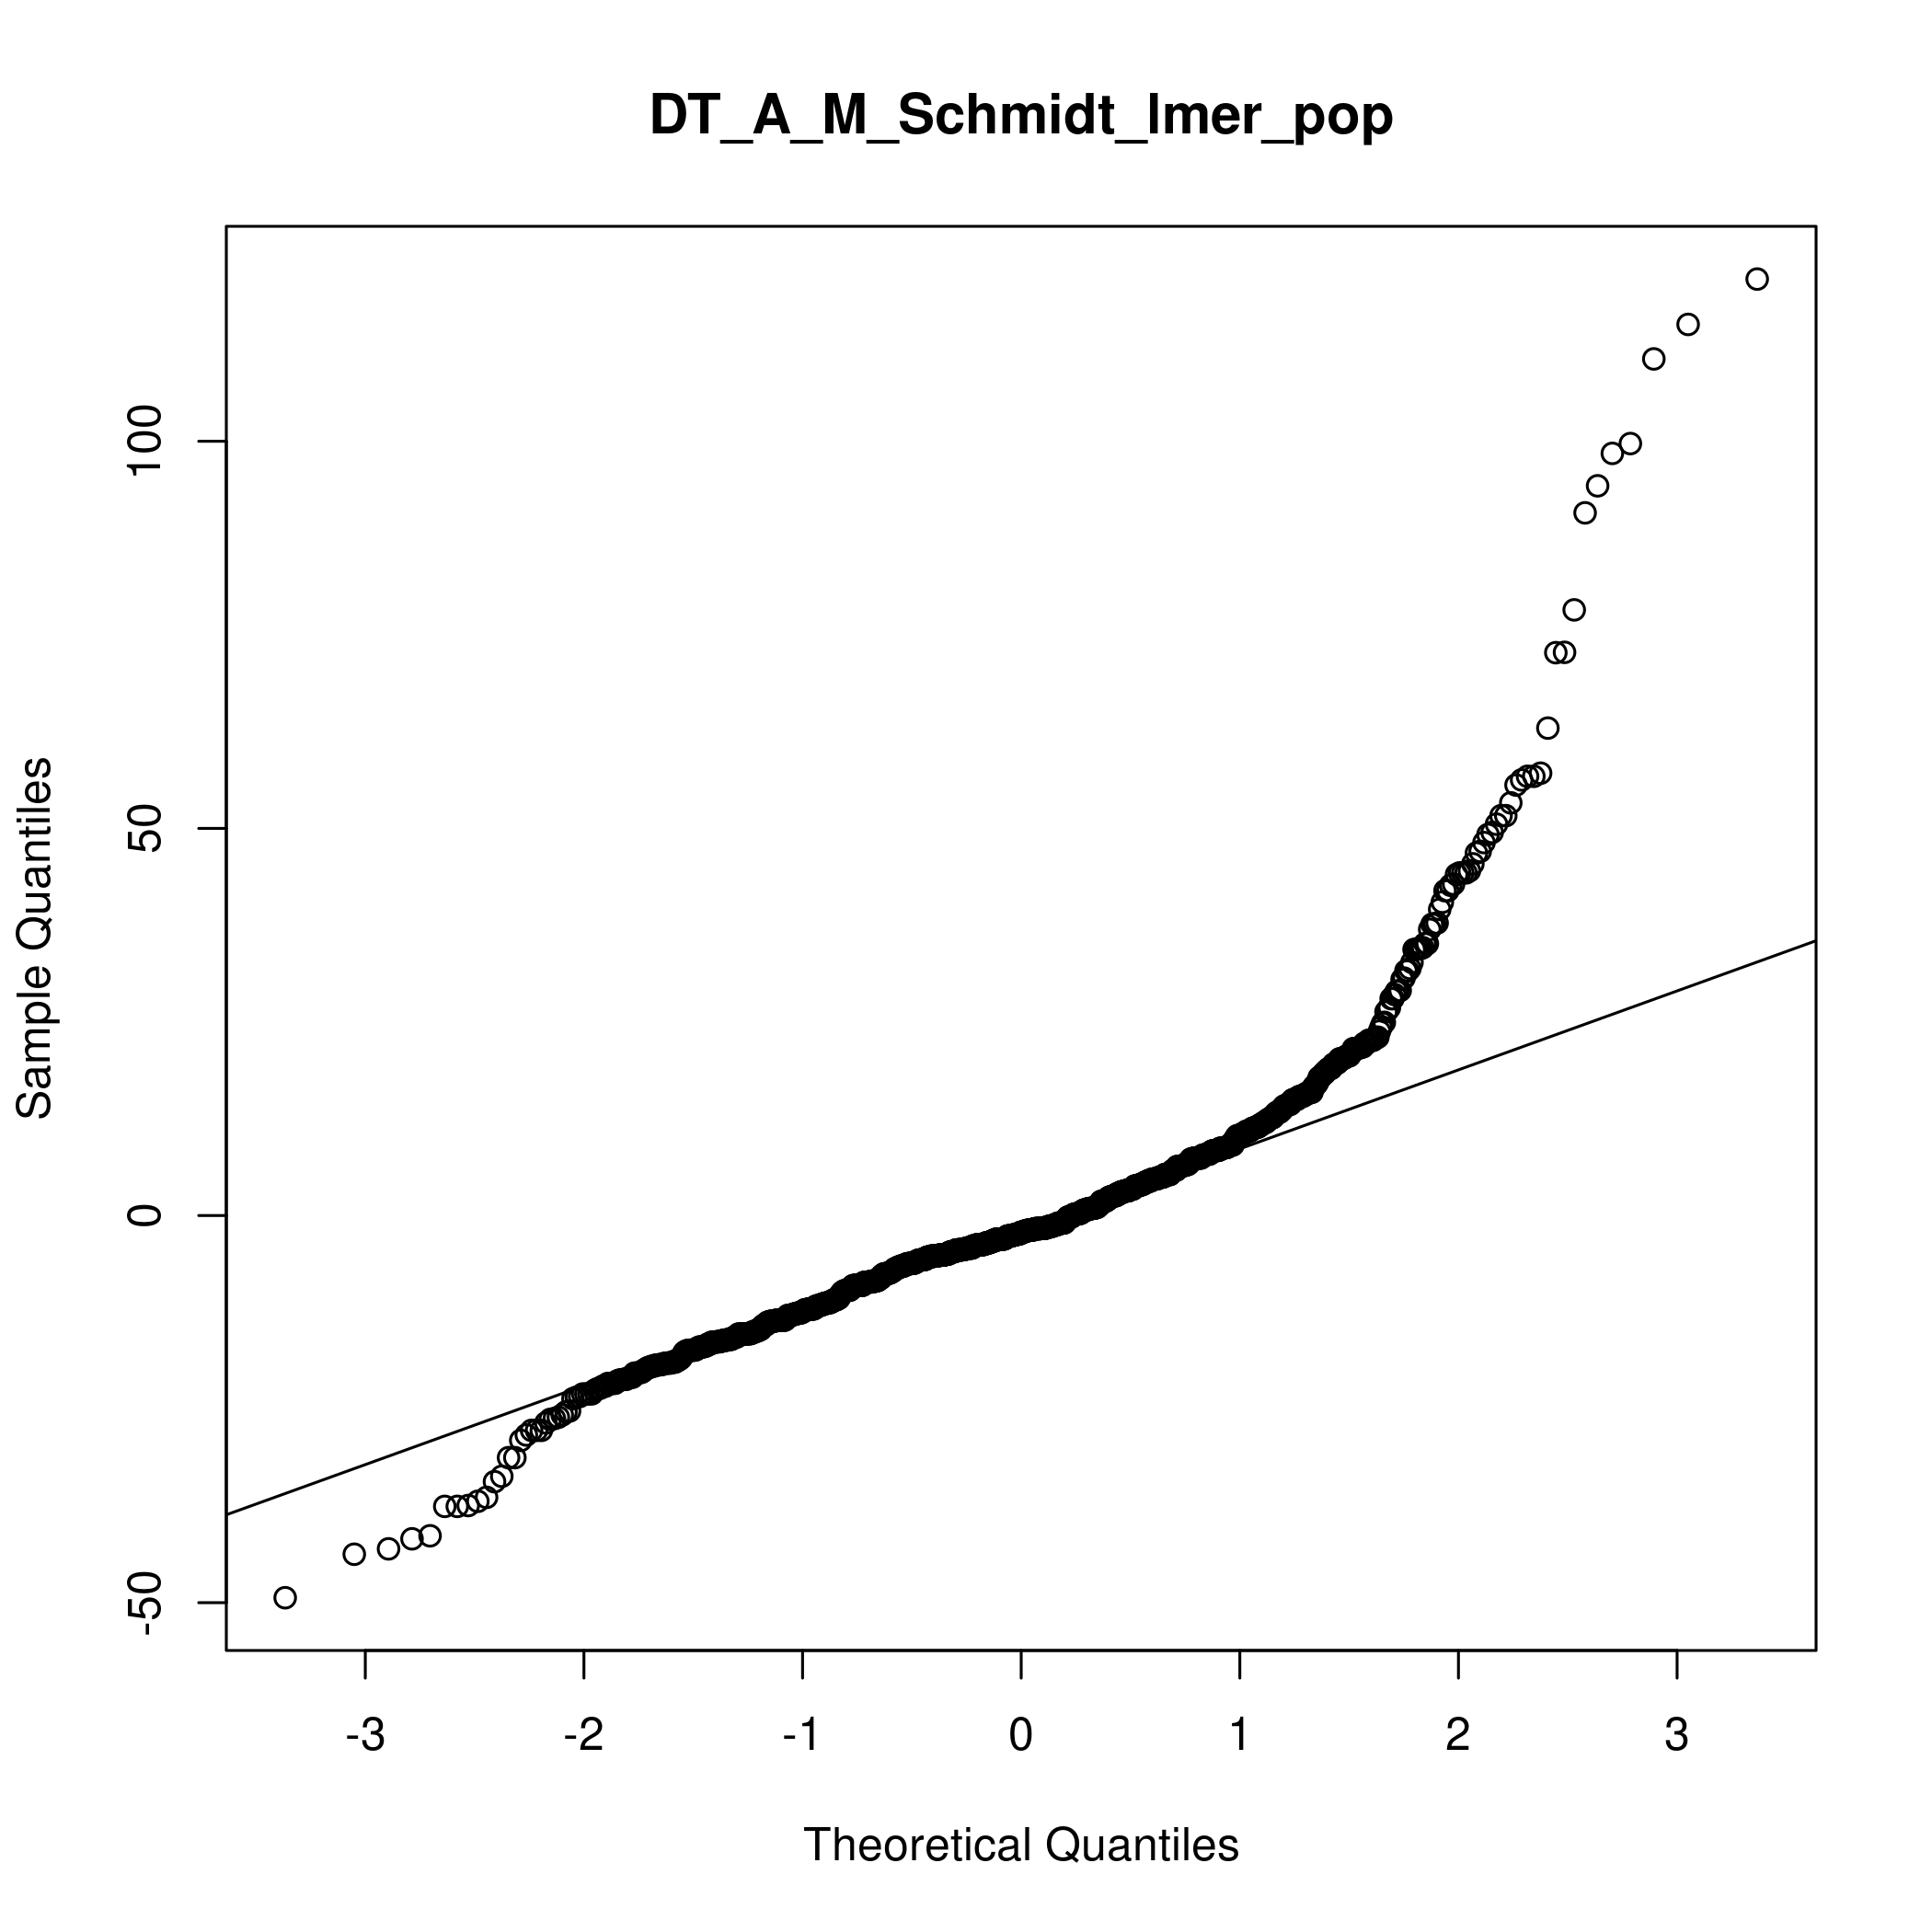 DT_A_M_Schmidt_lmer_pop
Sample Quantiles
100
50
0
-50
-3 -2 -1 0 1 2 3
Theoretical Quantiles